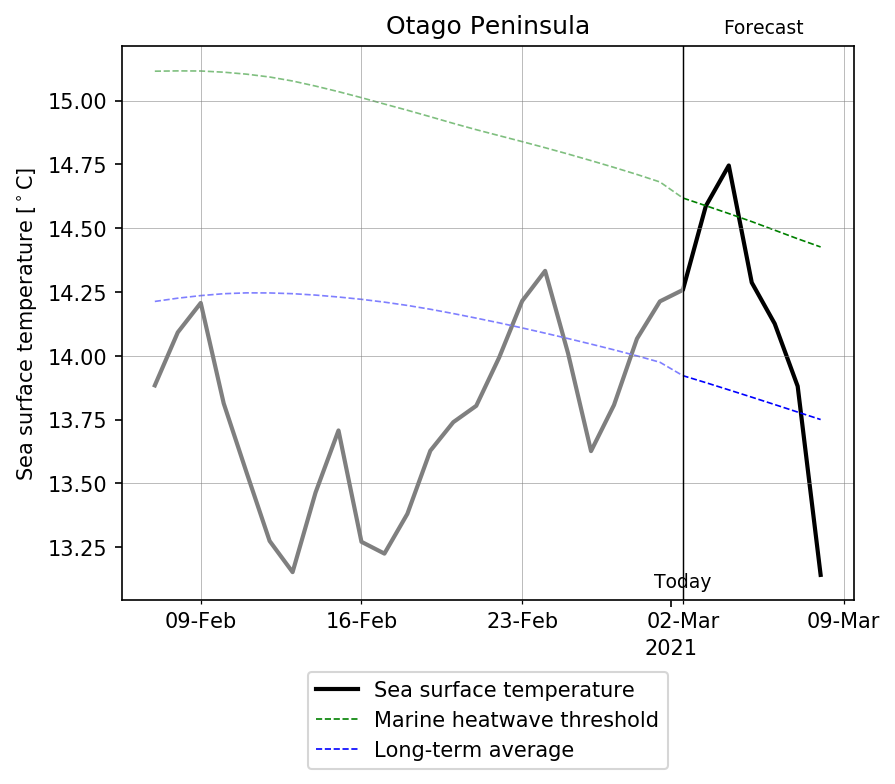 Otago Peninsula
Forecast
Sea surface temperature [°C]
15.00
14.75
14.50
14.25
14.00
13.75
13.50
13.25
Today
09-Feb
16-Feb
23-Feb
02-Mar
09-Mar
2021
Sea surface temperature
Marine heatwave threshold
Long-term average